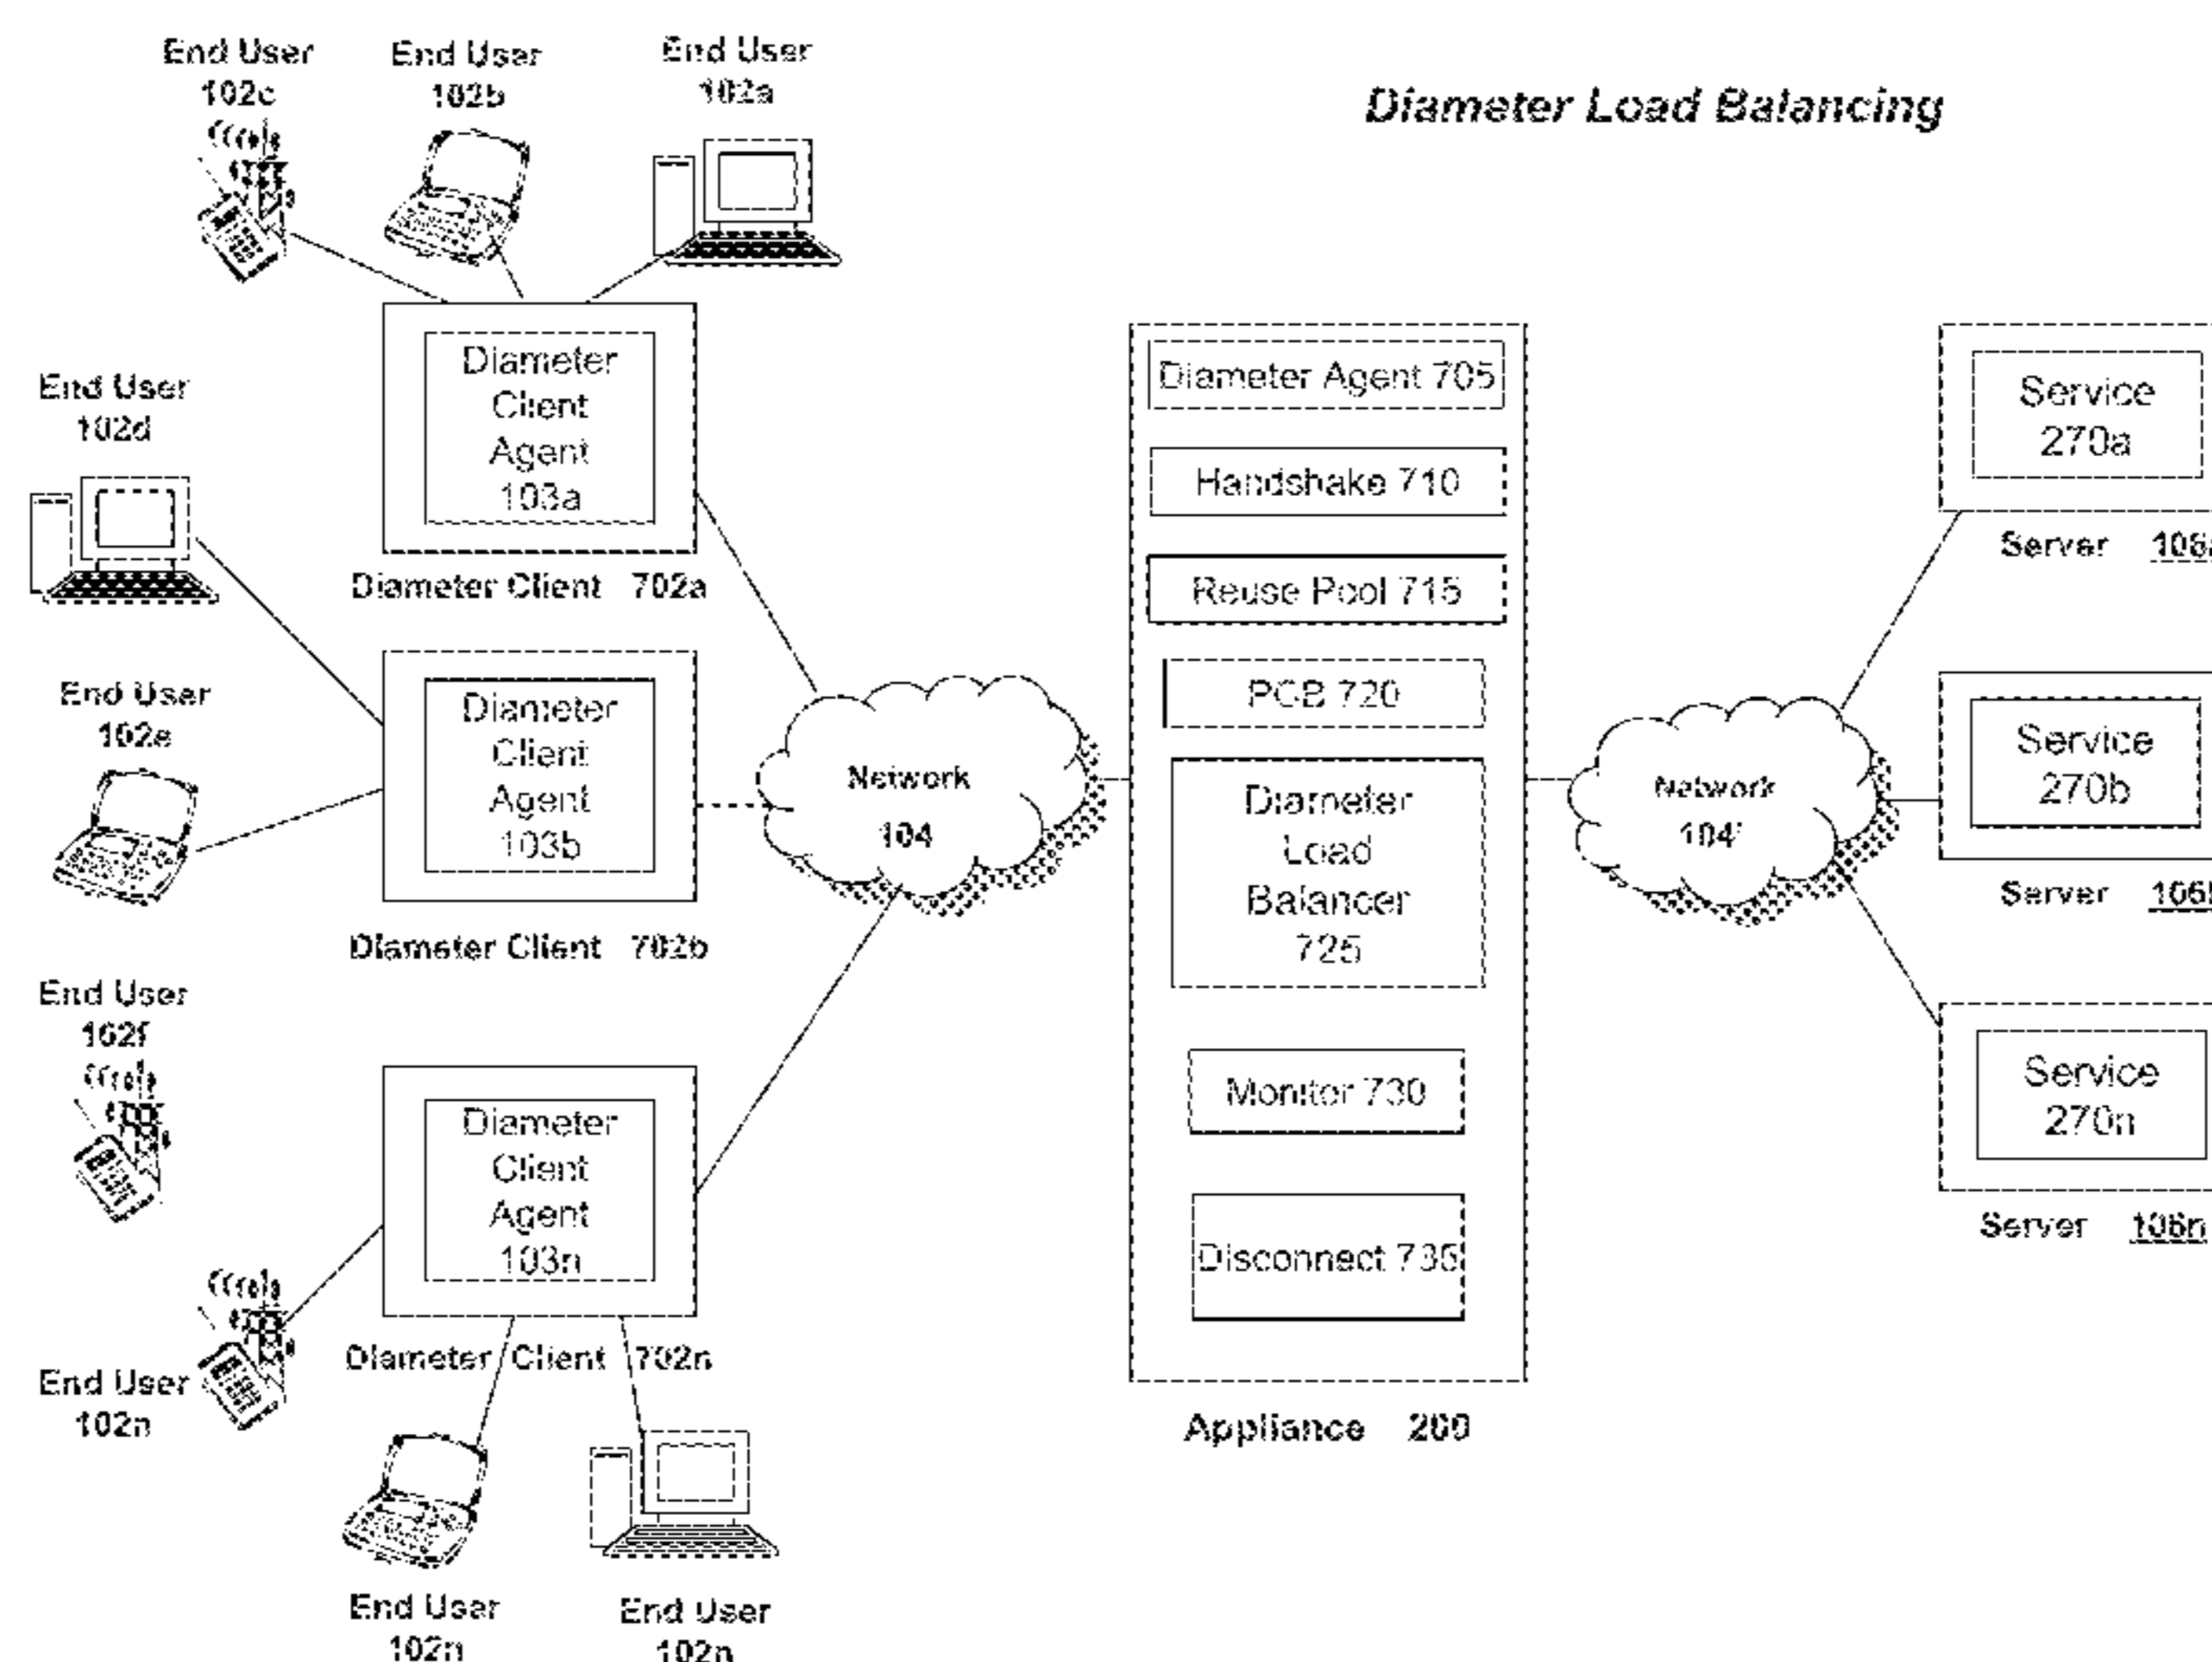 Diameter Load Balancing
End User
102c
End User
102b
End User
102a
End User
102d
End User
102e
End User
102f
End User
102n
End User
102n
End User
102n
Diameter
Client
Agent
103a
Diameter Client 702a
Diameter
Client
Agent
103b
Diameter Client 702b
Diameter
Client
Agent
103n
Diameter Client 702n
Network
104
Diameter Agent 705
Handshake 710
Reuse Pool 715
PCB 720
Diameter
Load
Balancer
725
Monitor 730
Disconnect 735
Appliance 200
Network
104'
Service
270a
Server
Service
270b
Server
Service
270n
Server 106n